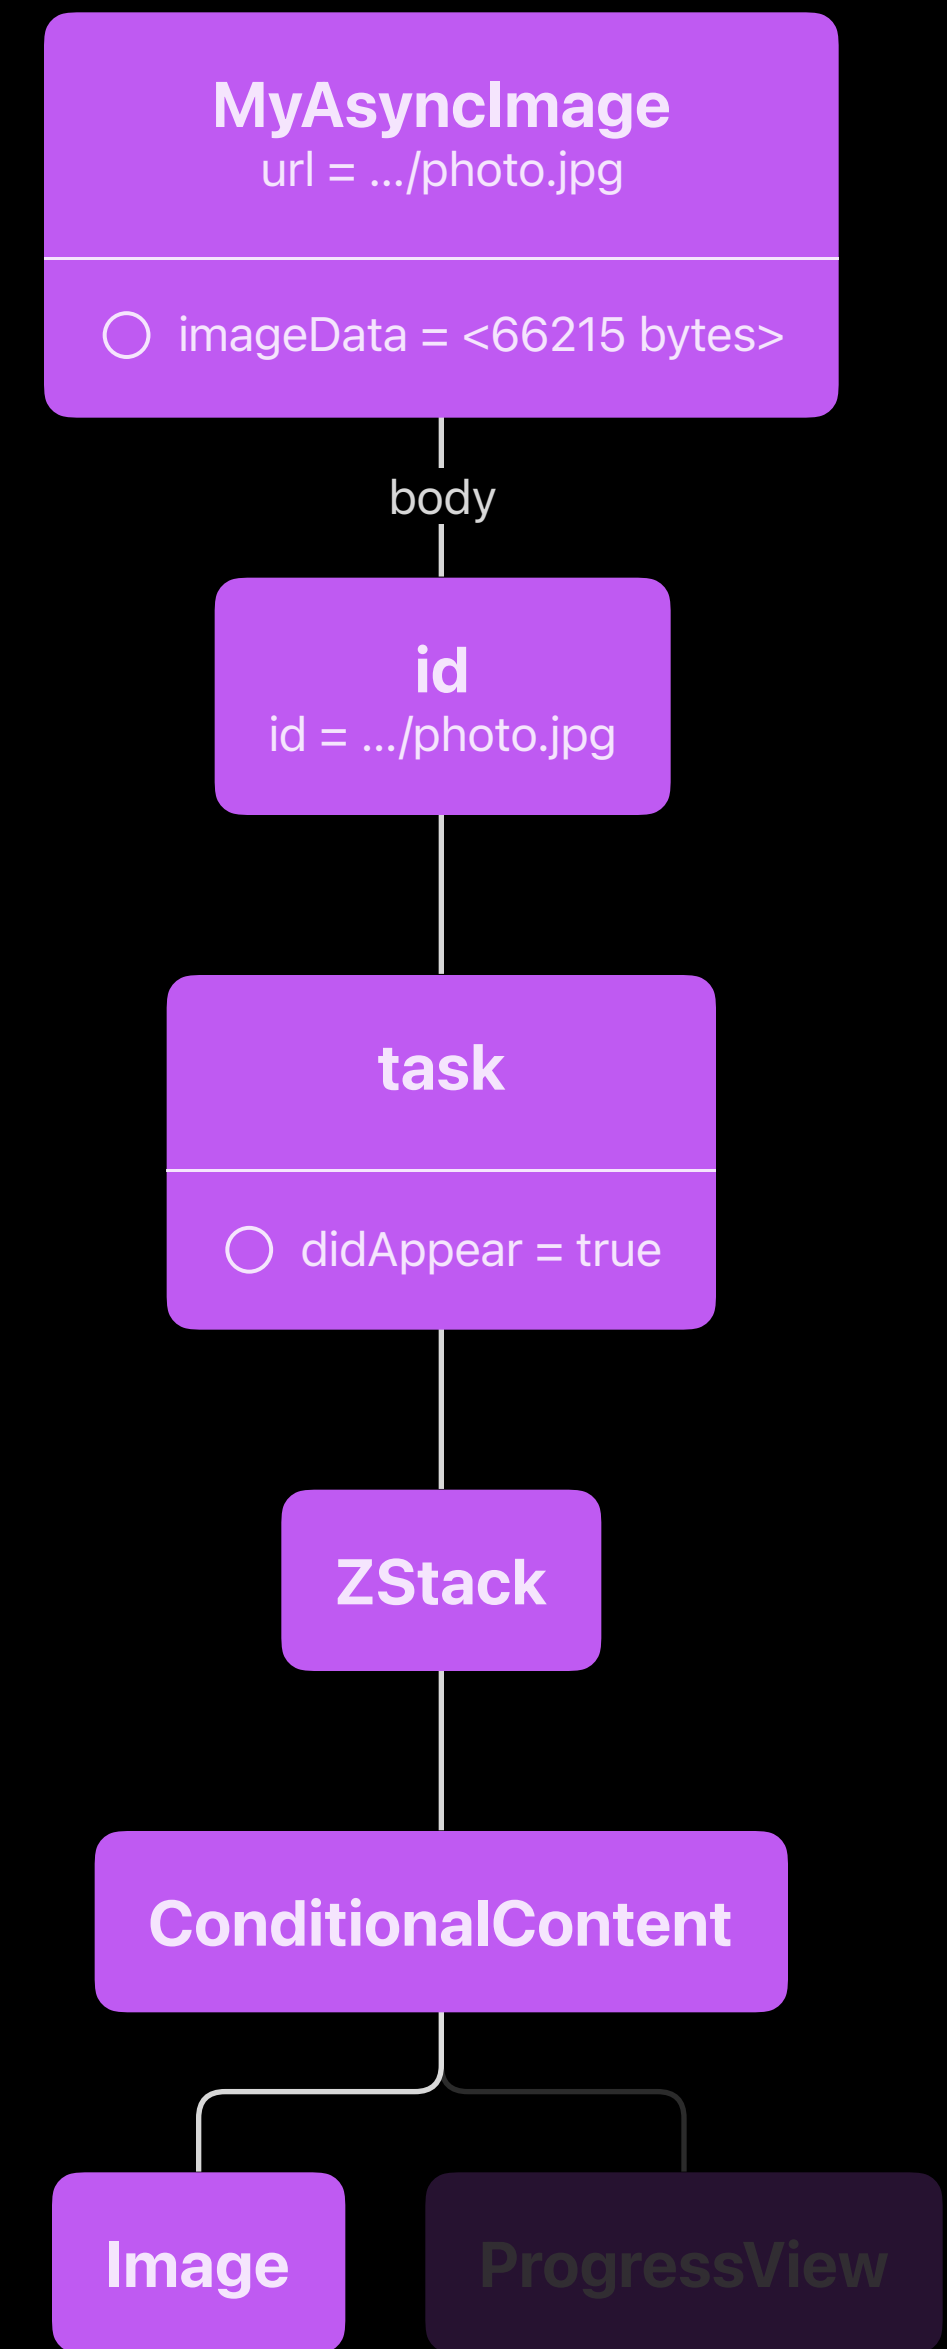 MyAsyncImage
url = .../photo.jpg
imageData = <66215 bytes>
body
id
id = .../photo.jpg
task
didAppear = true
ZStack
ConditionalContent
Image
ProgressView